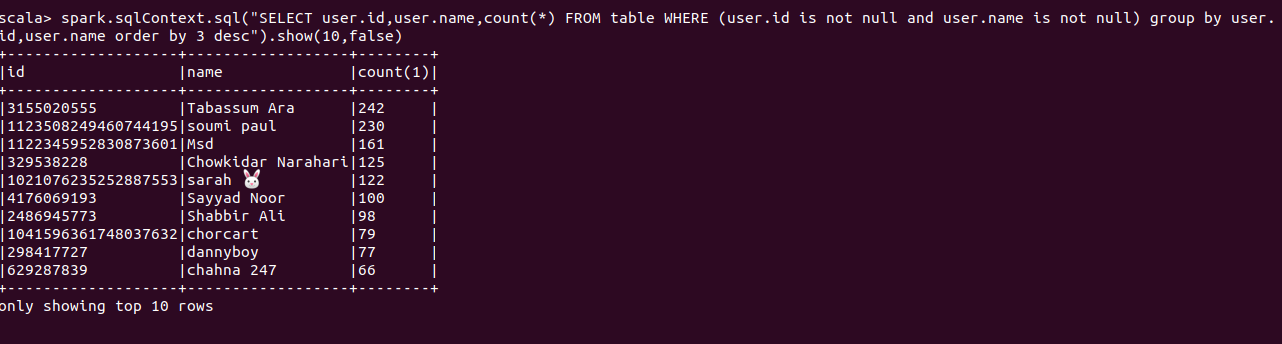 scala> spark.sqlContext.sql("SELECT user.id,user.name,count(*) FROM table WHERE (user.id is not null and user.name is not null) group by user.
id,user.name order by 3 desc").show(10,false)
+-------------------+------------------+--------+
|id                 |name              |count(1)|
+-------------------+------------------+--------+
|3155020555         |Tabassum Ara      |242     |
|1123508249460744195|soumi paul        |230     |
|1122345952830873601|Msd               |161     |
|329538228          |Chowkidar Narahari|125     |
|1021076235252887553|sarah 🐰          |122     |
|4176069193         |Sayyad Noor       |100     |
|2486945773         |Shabbir Ali       |98      |
|1041596361748037632|chorcart          |79      |
|298417727          |dannyboy          |77      |
|629287839          |chahna 247        |66      |
+-------------------+------------------+--------+
only showing top 10 rows